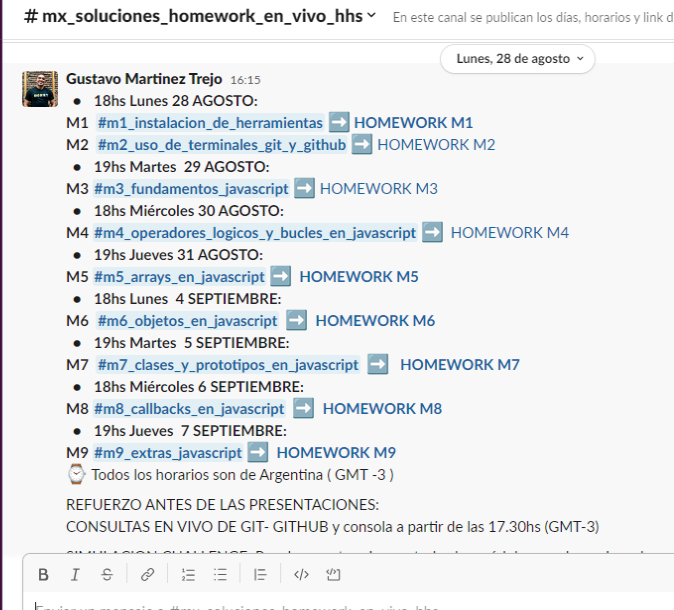 # mx_soluciones_homework_en_vivo_hhs
En este canal se publican los días, horarios y link d
Lunes, 28 de agosto
Gustavo Martinez Trejo 16:15
• 18hs Lunes 28 AGOSTO:
M1 #m1_instalacion_de_herramientas ➡️ HOMEWORK M1
M2 #m2_uso_de_terminales_git_y_github ➡️ HOMEWORK M2
• 19hs Martes 29 AGOSTO:
M3 #m3_fundamentos_javascript ➡️ HOMEWORK M3
• 18hs Miércoles 30 AGOSTO:
M4 #m4_operadores_logicos_y_bucles_en_javascript ➡️ HOMEWORK M4
• 19hs Jueves 31 AGOSTO:
M5 #m5_arrays_en_javascript ➡️ HOMEWORK M5
• 18hs Lunes 4 SEPTIEMBRE:
M6 #m6_objetos_en_javascript ➡️ HOMEWORK M6
• 19hs Martes 5 SEPTIEMBRE:
M7 #m7_clases_y_prototipos_en_javascript ➡️ HOMEWORK M7
• 18hs Miércoles 6 SEPTIEMBRE:
M8 #m8_callbacks_en_javascript ➡️ HOMEWORK M8
• 19hs Jueves 7 SEPTIEMBRE:
M9 #m9_extras_javascript ➡️ HOMEWORK M9
⌚ Todos los horarios son de Argentina ( GMT -3 )
REFUERZO ANTES DE LAS PRESENTACIONES:
CONSULTAS EN VIVO DE GIT- GITHUB y consola a partir de las 17.30hs (GMT-3)
B I S